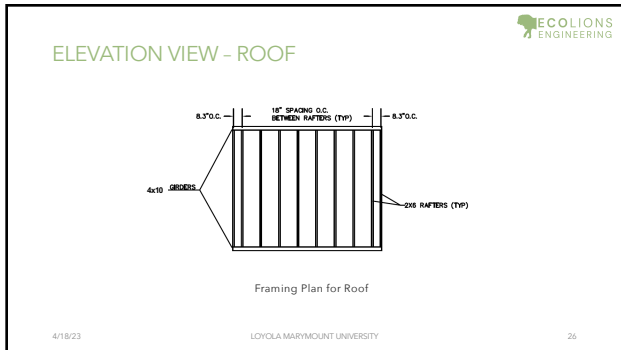 ECOLIONS
ENGINEERING
ELEVATION VIEW – ROOF
8.3"O.C.
18" SPACING O.C.
BETWEEN RAFTERS (TYP)
8.3"O.C.
4x10 GIRDERS
2X6 RAFTERS (TYP)
Framing Plan for Roof
4/18/23
LOYOLA MARYMOUNT UNIVERSITY
26